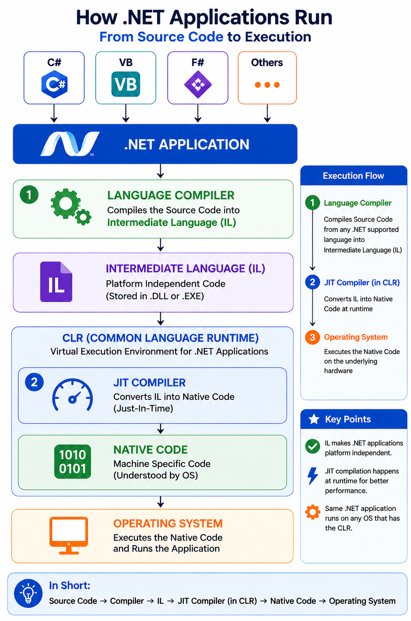 How .NET Applications Run
From Source Code to Execution
C#
VB
F#
Others
C#
VB
.NET APPLICATION
1
LANGUAGE COMPILER
Compiles the Source Code into
Intermediate Language (IL)
IL
INTERMEDIATE LANGUAGE (IL)
Platform Independent Code
(Stored in .DLL or .EXE)
CLR (COMMON LANGUAGE RUNTIME)
Virtual Execution Environment for .NET Applications
2
JIT COMPILER
Converts IL into Native Code
(Just-In-Time)
1010
0101
NATIVE CODE
Machine Specific Code
(Understood by OS)
OPERATING SYSTEM
Executes the Native Code
and Runs the Application
Execution Flow
1
Language Compiler
Compiles Source Code
from any .NET supported
language into
Intermediate Language (IL)
2
JIT Compiler (in CLR)
Converts IL into Native
Code at runtime
3
Operating System
Executes the Native Code
on the underlying
hardware
Key Points
IL makes .NET applications
platform independent.
JIT compilation happens
at runtime for better
performance.
Same .NET application
runs on any OS that has
the CLR.
In Short:
Source Code → Compiler → IL → JIT Compiler (in CLR) → Native Code → Operating System